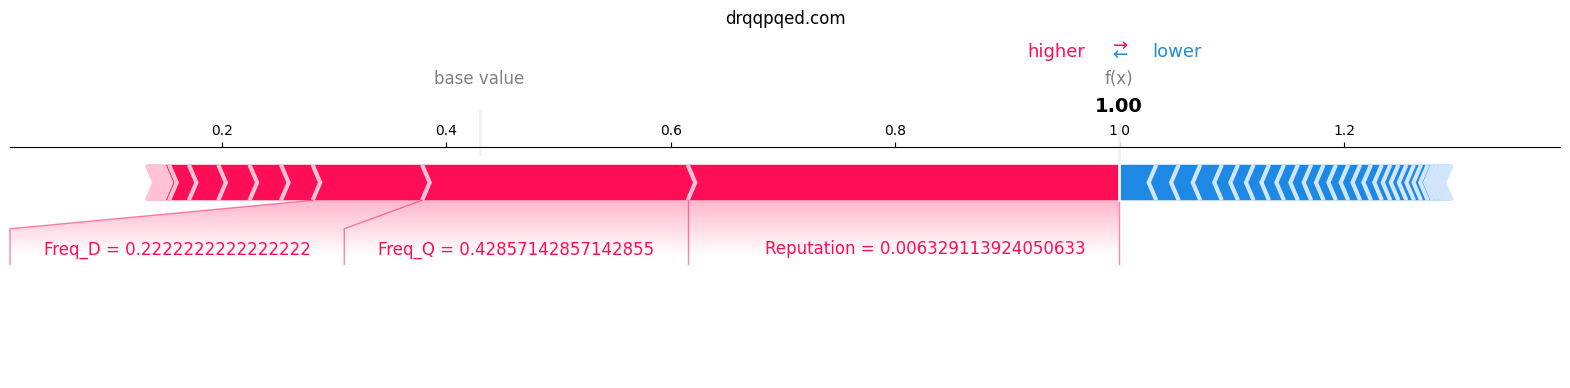 drqqpqed.com
higher ⇄ lower
base value f(x)
1.00
0.2 0.4 0.6 0.8 1.0 1.2
Freq_D = 0.2222222222222222 Freq_Q = 0.42857142857142855 Reputation = 0.006329113924050633